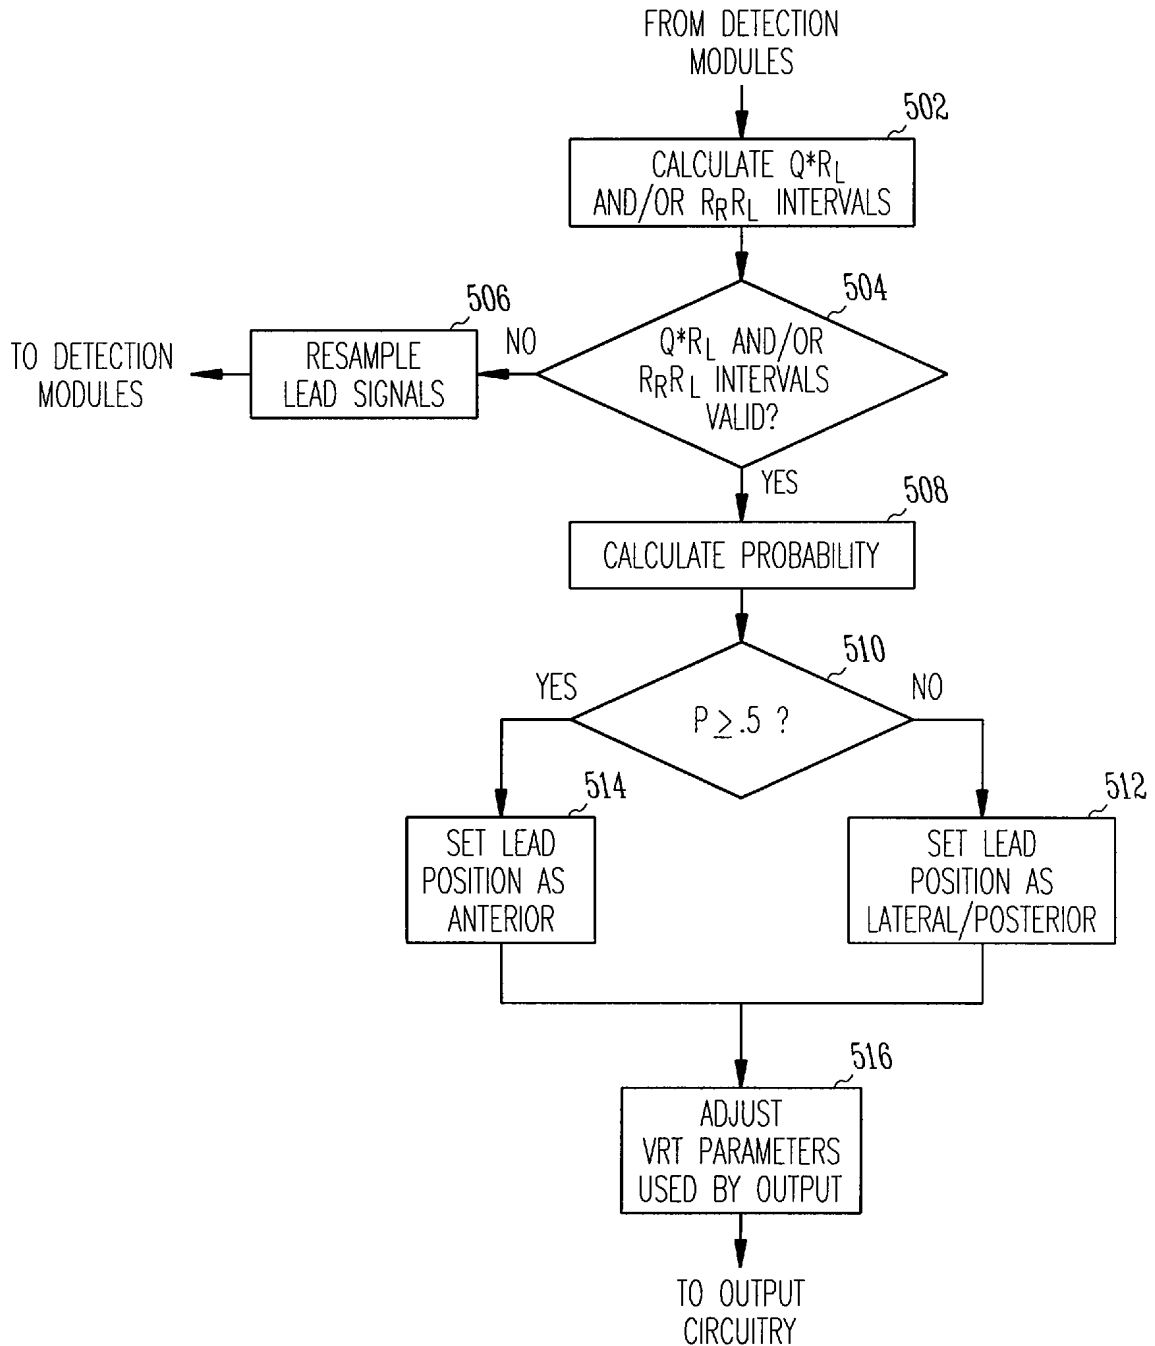 FROM DETECTION
MODULES
502
CALCULATE Q*RL
AND/OR RRRL INTERVALS
504
Q*RL AND/OR
RRRL INTERVALS
VALID?
NO
506
RESAMPLE
LEAD SIGNALS
TO DETECTION
MODULES
YES
508
CALCULATE PROBABILITY
510
P ≥ .5 ?
YES
NO
514
SET LEAD
POSITION AS
ANTERIOR
512
SET LEAD
POSITION AS
LATERAL/POSTERIOR
516
ADJUST
VRT PARAMETERS
USED BY OUTPUT
TO OUTPUT
CIRCUITRY